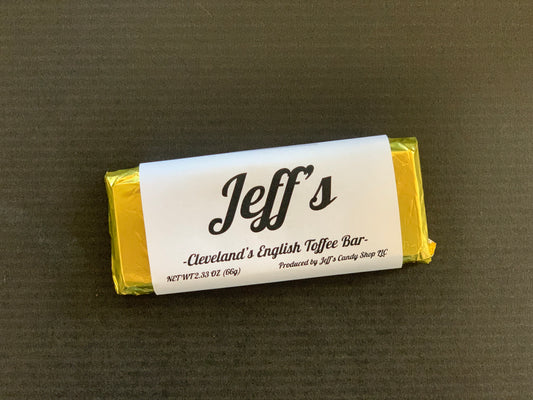 Jeff's
-Cleveland's English Toffee Bar-
Produced by Jeff's Candy Shop LLC
NET WT 2.33 OZ (66g)